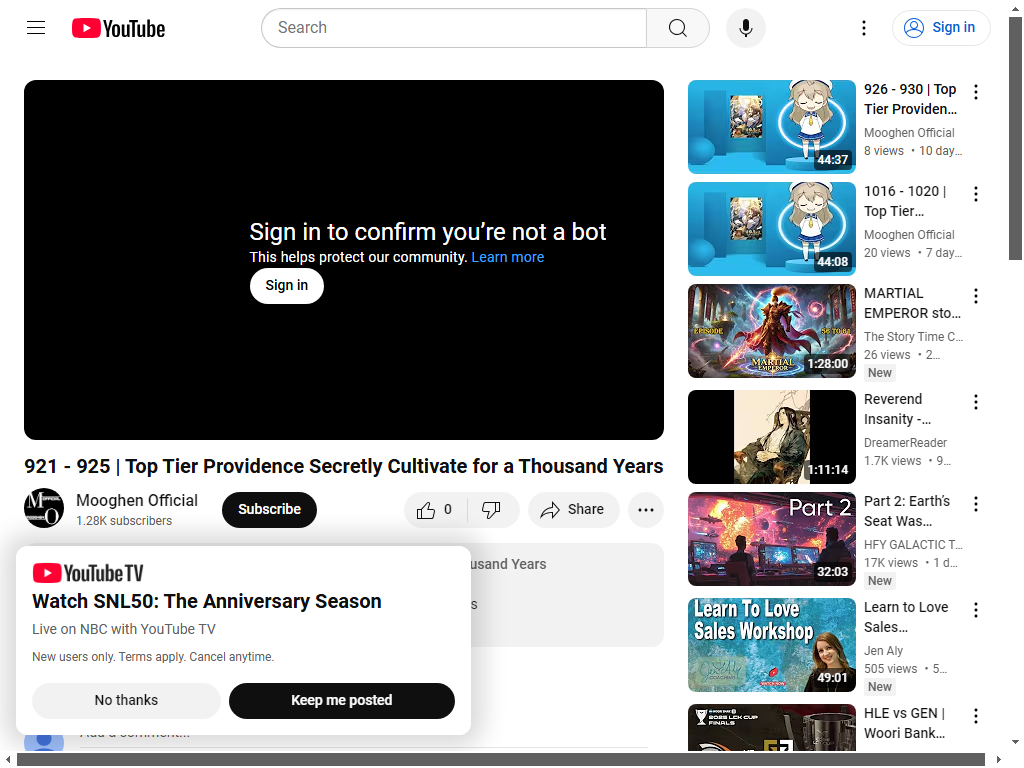 YouTube
Search
Sign in
Sign in to confirm you're not a bot
This helps protect our community. Learn more
Sign in
921 - 925 | Top Tier Providence Secretly Cultivate for a Thousand Years
Mooghen Official
1.28K subscribers
Subscribe
0
Share
usand Years
s
YouTube TV
Watch SNL50: The Anniversary Season
Live on NBC with YouTube TV
New users only. Terms apply. Cancel anytime.
No thanks
Keep me posted
Add a comment...
44:37
926 - 930 | Top
Tier Providen...
Mooghen Official
8 views • 10 day...
44:08
1016 - 1020 |
Top Tier...
Mooghen Official
20 views • 7 day...
EPISODE
56 TO 61
MARTIAL
EMPEROR
1:28:00
MARTIAL
EMPEROR sto...
The Story Time C...
26 views • 2...
New
1:11:14
Reverend
Insanity -...
DreamerReader
1.7K views • 9...
Part 2
32:03
Part 2: Earth's
Seat Was...
HFY GALACTIC T...
17K views • 1 d...
New
Learn To Love
Sales Workshop
49:01
Learn to Love
Sales...
Jen Aly
505 views • 5...
New
2025 LCK CUP
FINALS
HLE vs GEN |
Woori Bank...